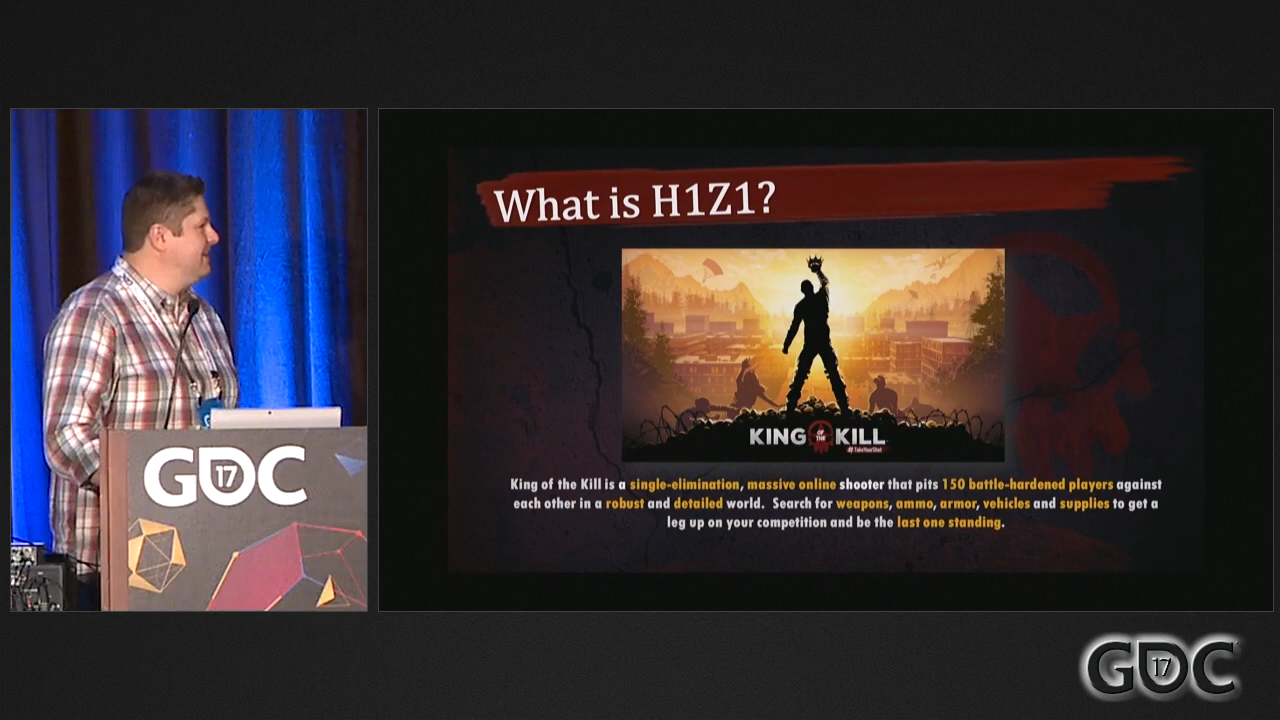 What is H1Z1?
KING OF THE KILL
#TakeYourShot
King of the Kill is a single-elimination, massive online shooter that pits 150 battle-hardened players against
each other in a robust and detailed world. Search for weapons, ammo, armor, vehicles and supplies to get a
leg up on your competition and be the last one standing.
GDC
17
GDC
17